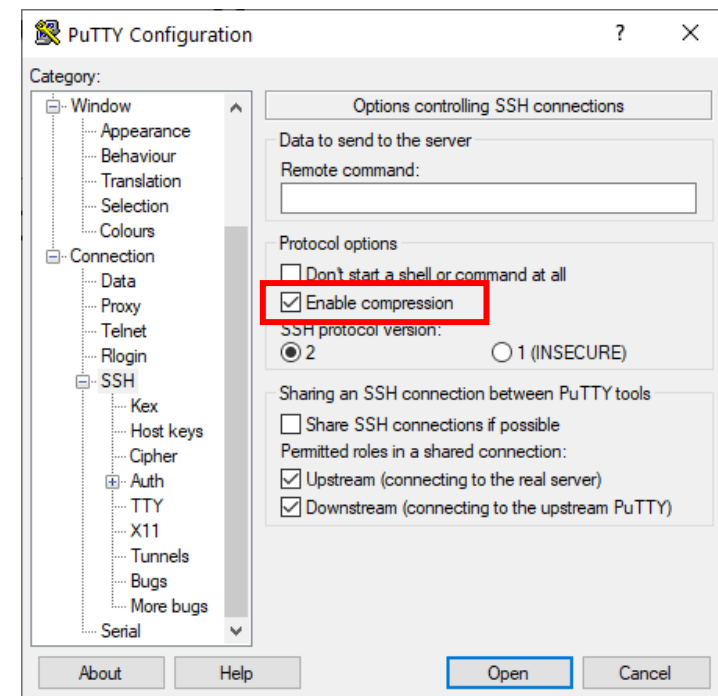 PuTTY Configuration
?
Category:
Window
Appearance
Behaviour
Translation
Selection
Colours
Connection
Data
Proxy
Telnet
Rlogin
SSH
Kex
Host keys
Cipher
Auth
TTY
X11
Tunnels
Bugs
More bugs
Serial
Options controlling SSH connections
Data to send to the server
Remote command:
Protocol options
Don't start a shell or command at all
Enable compression
SSH protocol version:
2 1 (INSECURE)
Sharing an SSH connection between PuTTY tools
Share SSH connections if possible
Permitted roles in a shared connection:
Upstream (connecting to the real server)
Downstream (connecting to the upstream PuTTY)
About Help Open Cancel